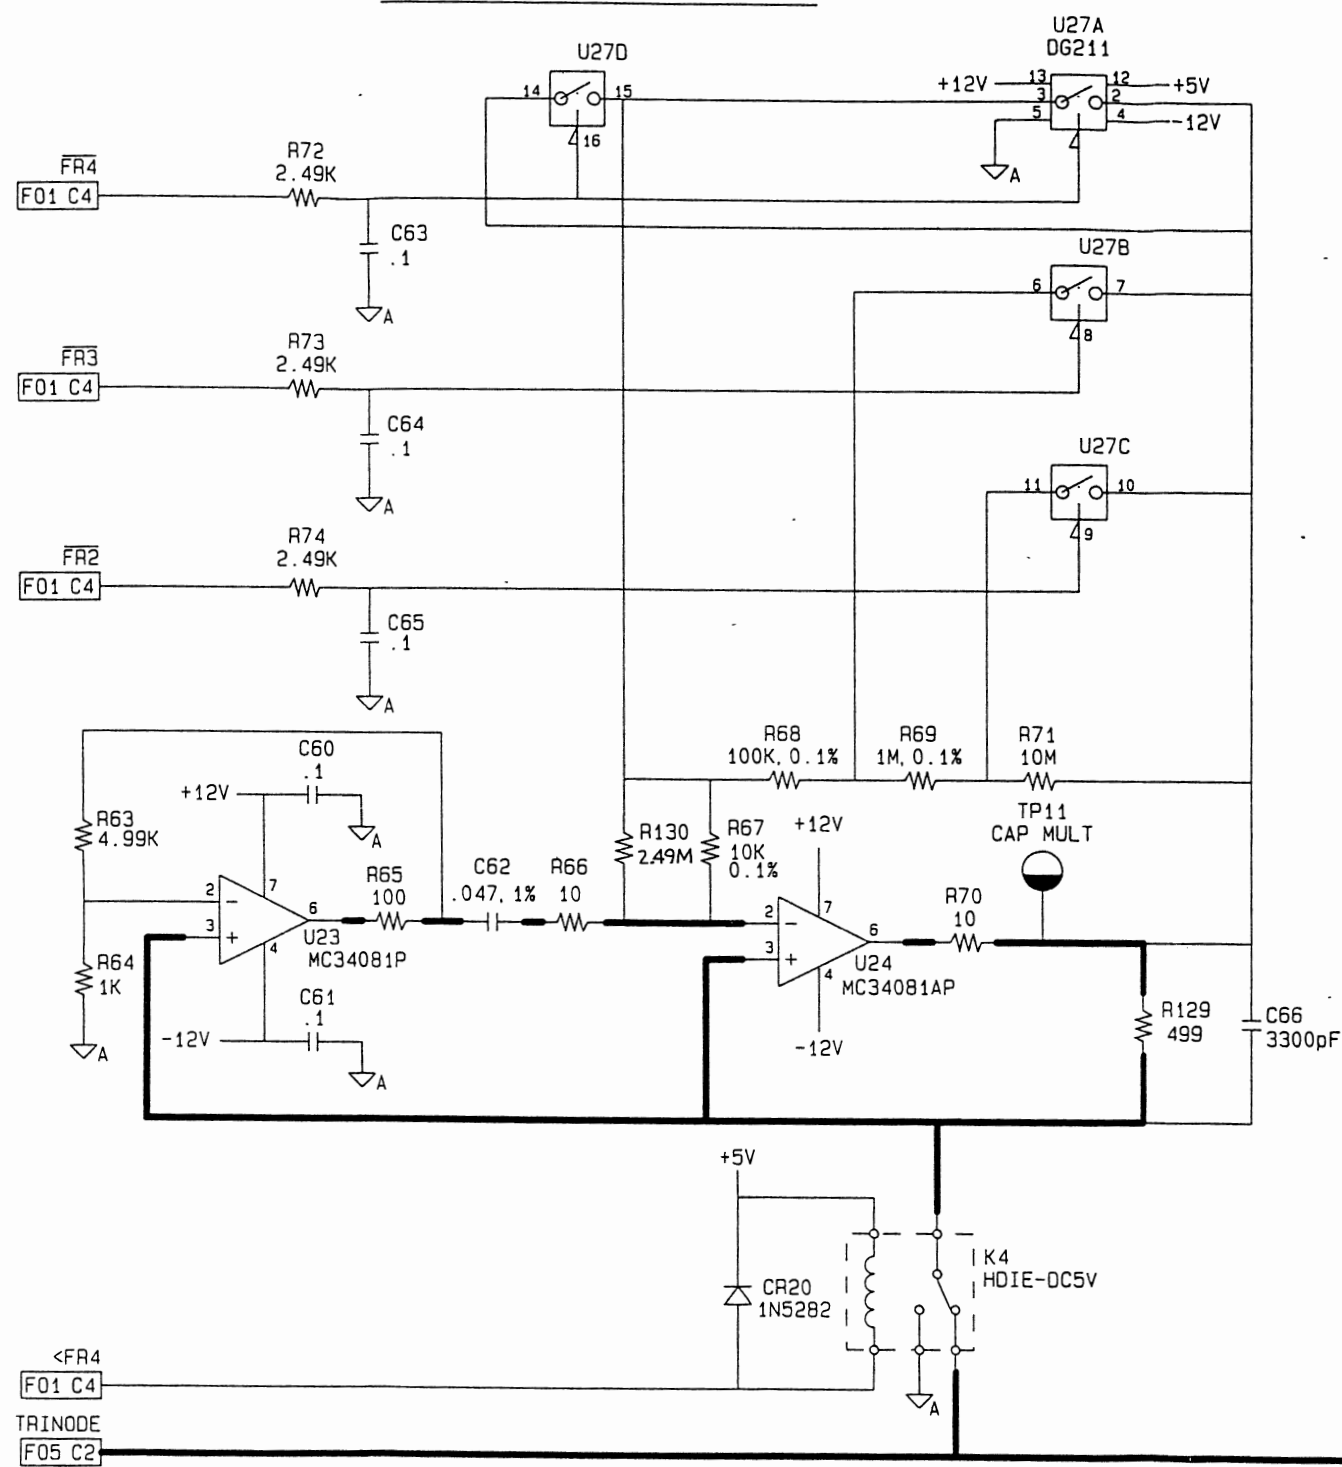 U27A
DG211
U27D
+12V 13 12 +5V
14 15 3 2
5 4 -12V
16
A
FR4
F01 C4
R72
2.49K
C63
.1
A
U27B
6 7
8
FR3
F01 C4
R73
2.49K
C64
.1
A
U27C
11 10
9
FR2
F01 C4
R74
2.49K
C65
.1
A
R68
100K, 0.1%
R69
1M, 0.1%
R71
10M
C60
.1
+12V
A
R63
4.99K
R130
2.49M
R67
10K
0.1%
+12V
TP11
CAP MULT
R65
100
C62
.047, 1%
R66
10
R70
10
2 - 7 6
3 + 4
U23
MC34081P
2 - 7 6
3 + 4
U24
MC34081AP
R64
1K
A
C61
.1
-12V
A
-12V
R129
499
C66
3300pF
+5V
K4
HDIE-DC5V
CR20
1N5282
A
<FR4
F01 C4
TRINODE
F05 C2